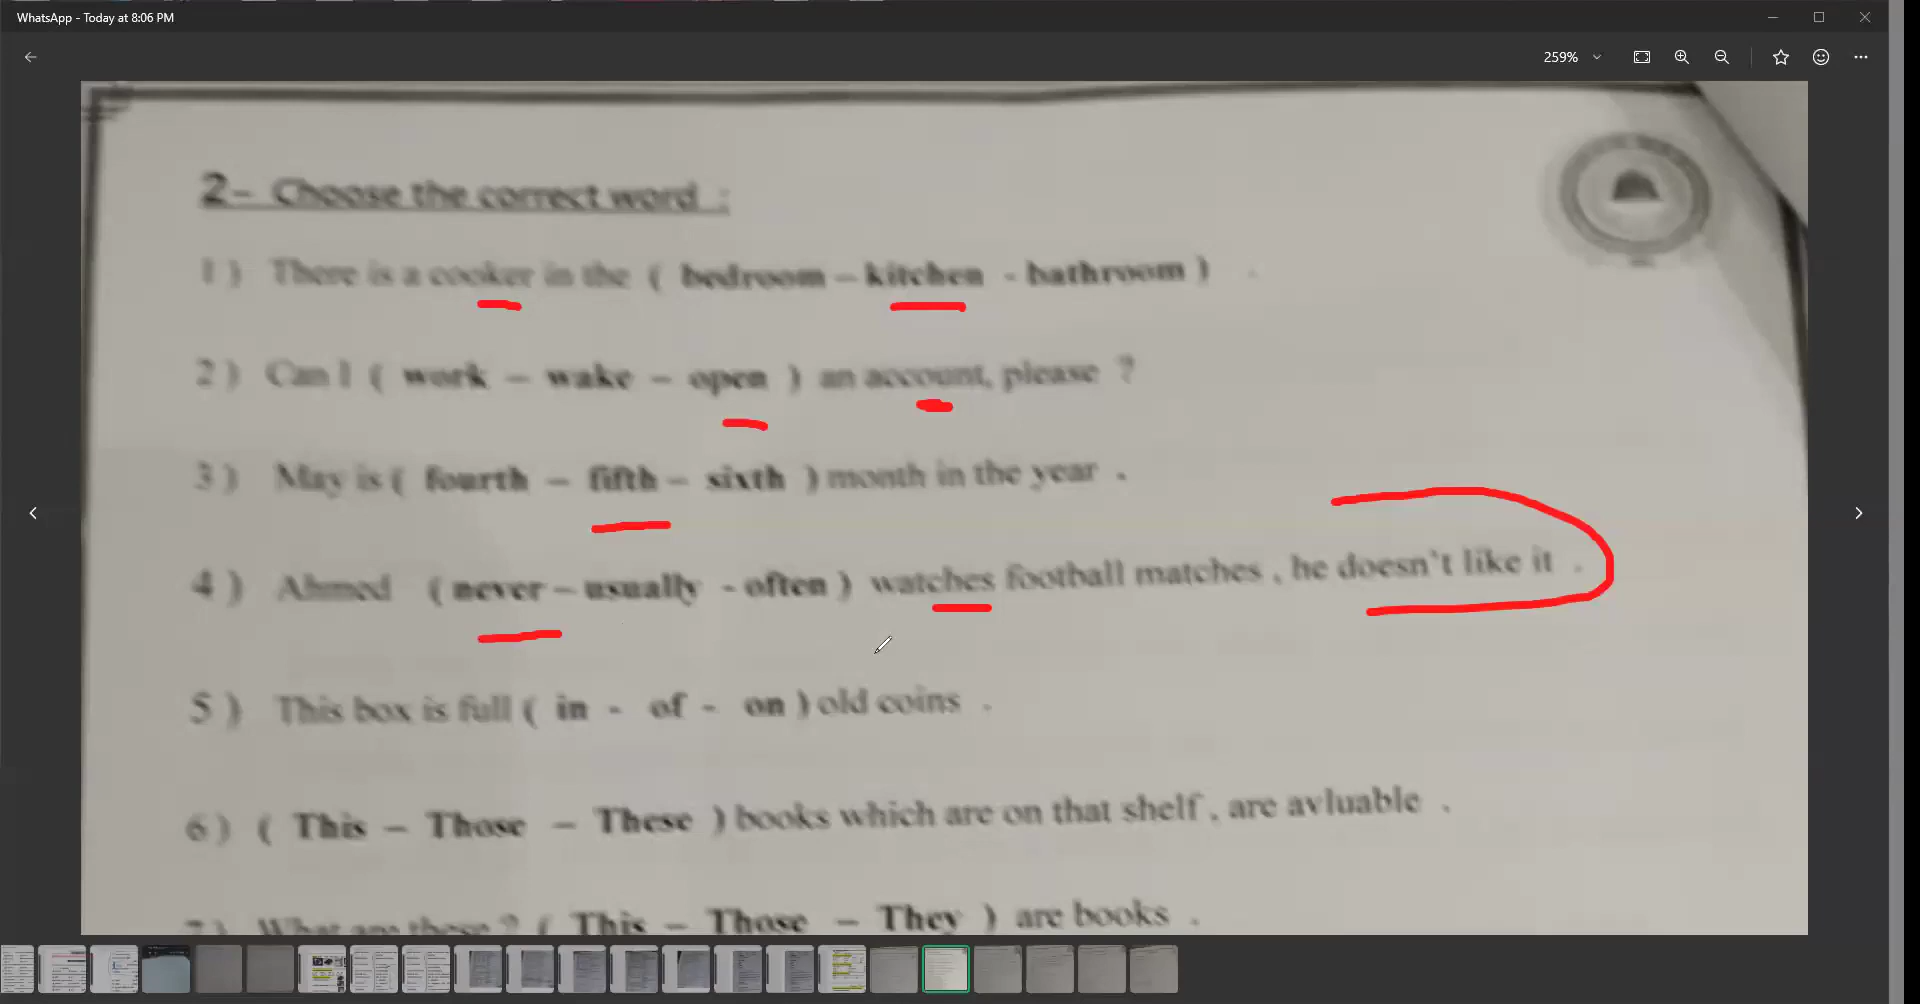 WhatsApp - Today at 8:06 PM
259%
2- Choose the correct word :
1 ) There is a cooker in the ( bedroom – kitchen - bathroom ) .
2 ) Can I ( work – wake – open ) an account, please ?
3 ) May is ( fourth – fifth – sixth ) month in the year .
4 ) Ahmed ( never – usually - often ) watches football matches , he doesn't like it .
5 ) This box is full ( in - of - on ) old coins .
6 ) ( This – Those – These ) books which are on that shelf , are avluable .
7 ) What are these ? ( This – Those – They ) are books .